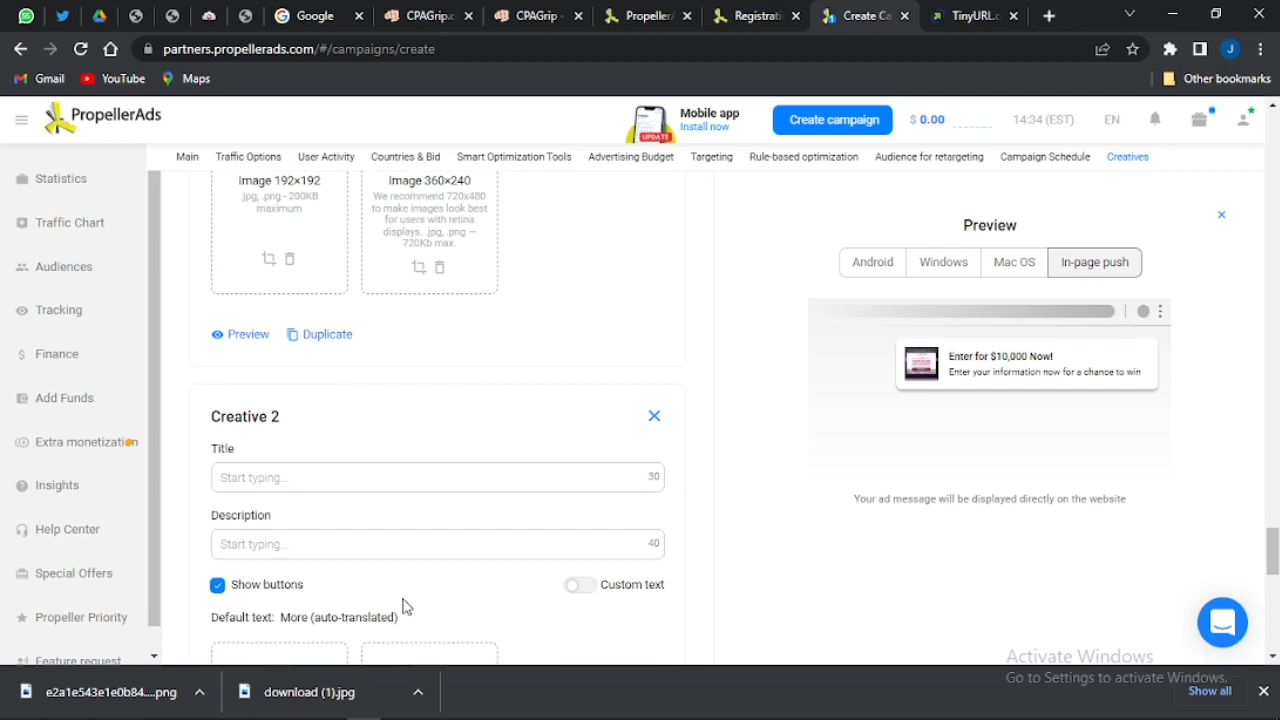 Google
CPAGrip.c
CPAGrip -
Propeller
Registrati
Create Ca
TinyURL.c
partners.propellerads.com/#/campaigns/create
Gmail
YouTube
Maps
Other bookmarks
PropellerAds
UPDATE
Mobile app
Install now
Create campaign
$ 0.00
14:34 (EST)
EN
Main
Traffic Options
User Activity
Countries & Bid
Smart Optimization Tools
Advertising Budget
Targeting
Rule-based optimization
Audience for retargeting
Campaign Schedule
Creatives
Statistics
Traffic Chart
Audiences
Tracking
Finance
Add Funds
Extra monetization
Insights
Help Center
Special Offers
Propeller Priority
Feature request
Image 192×192
.jpg, .png - 200KB
maximum
Image 360×240
We recommend 720x480
to make images look best
for users with retina
displays. .jpg, .png —
720Kb max.
Preview
Duplicate
Creative 2
Title
Start typing...
30
Description
Start typing...
40
Show buttons
Custom text
Default text: More (auto-translated)
Preview
Android
Windows
Mac OS
In-page push
Enter for $10,000 Now!
Enter your information now for a chance to win
Your ad message will be displayed directly on the website
Activate Windows
Go to Settings to activate Windows.
e2a1e543e1e0b84....png
download (1).jpg
Show all